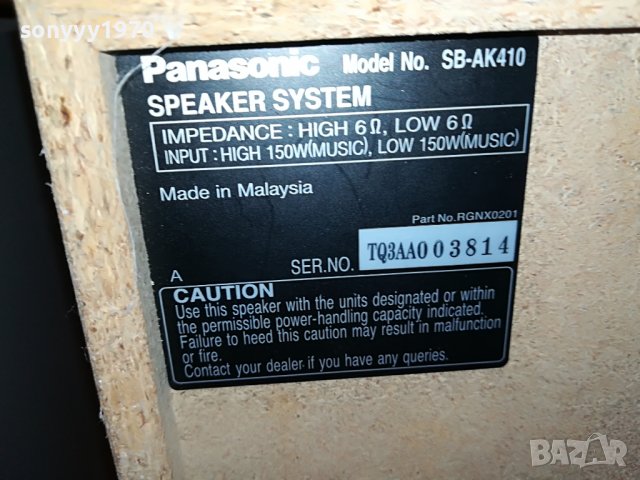 sonyyy1970
Panasonic Model No. SB-AK410
SPEAKER SYSTEM
IMPEDANCE : HIGH 6Ω, LOW 6Ω
INPUT: HIGH 150W(MUSIC), LOW 150W(MUSIC)
Made in Malaysia
Part No.RGNX0201
A SER.NO. TQ3AA003814
CAUTION
Use this speaker with the units designated or within
the permissible power-handling capacity indicated.
Failure to heed this caution may result in malfunction
or fire.
Contact your dealer if you have any queries.
BAZAR